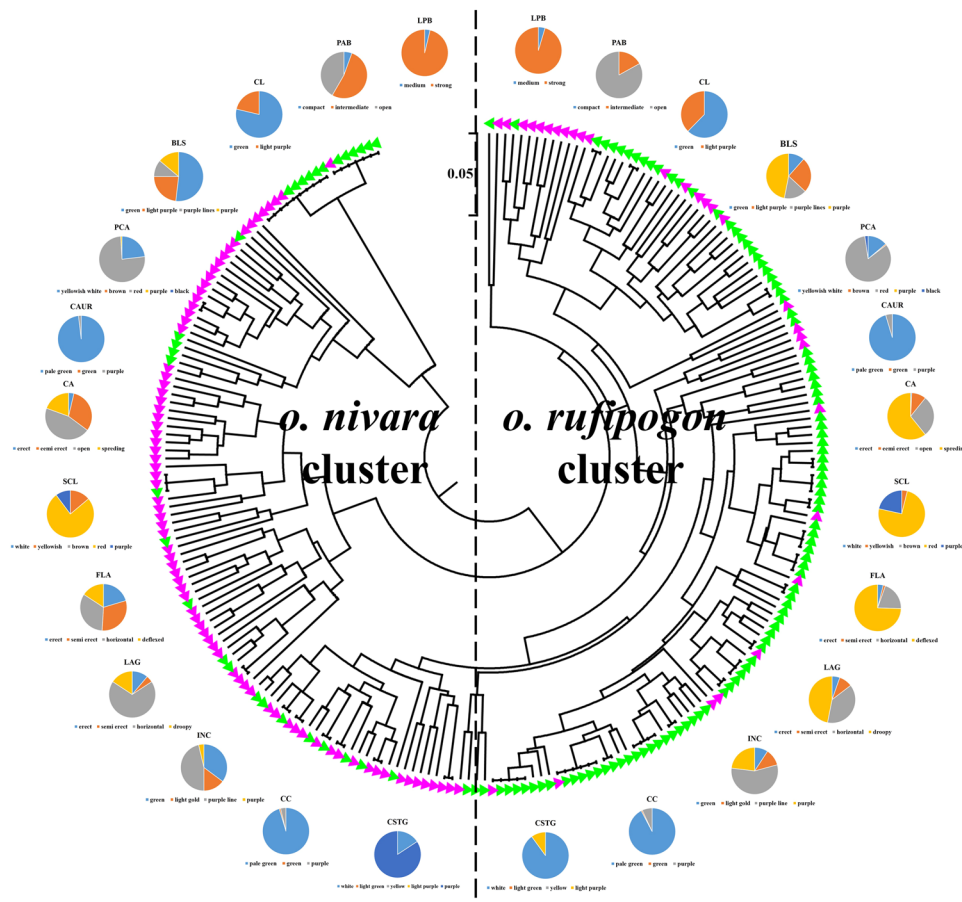 LPB
medium strong
PAB
compact intermediate open
CL
green light purple
BLS
green light purple purple lines purple
PCA
yellowish white brown red purple black
CAUR
pale green green purple
CA
erect eemi erect open spreeding
SCL
white yellowish brown red purple
FLA
erect semi erect horizontal deflexed
LAG
erect semi erect horizontal droopy
INC
green light gold purple line purple
CC
pale green green purple
CSTG
white light green yellow light purple purple
o. nivara
cluster
0.05
o. rufipogon
cluster
LPB
medium strong
PAB
compact intermediate open
CL
green light purple
BLS
green light purple purple lines purple
PCA
yellowish white brown red purple black
CAUR
pale green green purple
CA
erect eemi erect open spredin
SCL
white yellowish brown red purple
FLA
erect semi erect horizontal deflexed
LAG
erect semi erect horizontal droopy
INC
green light gold purple line purple
CC
pale green green purple
CSTG
white light green yellow light purple